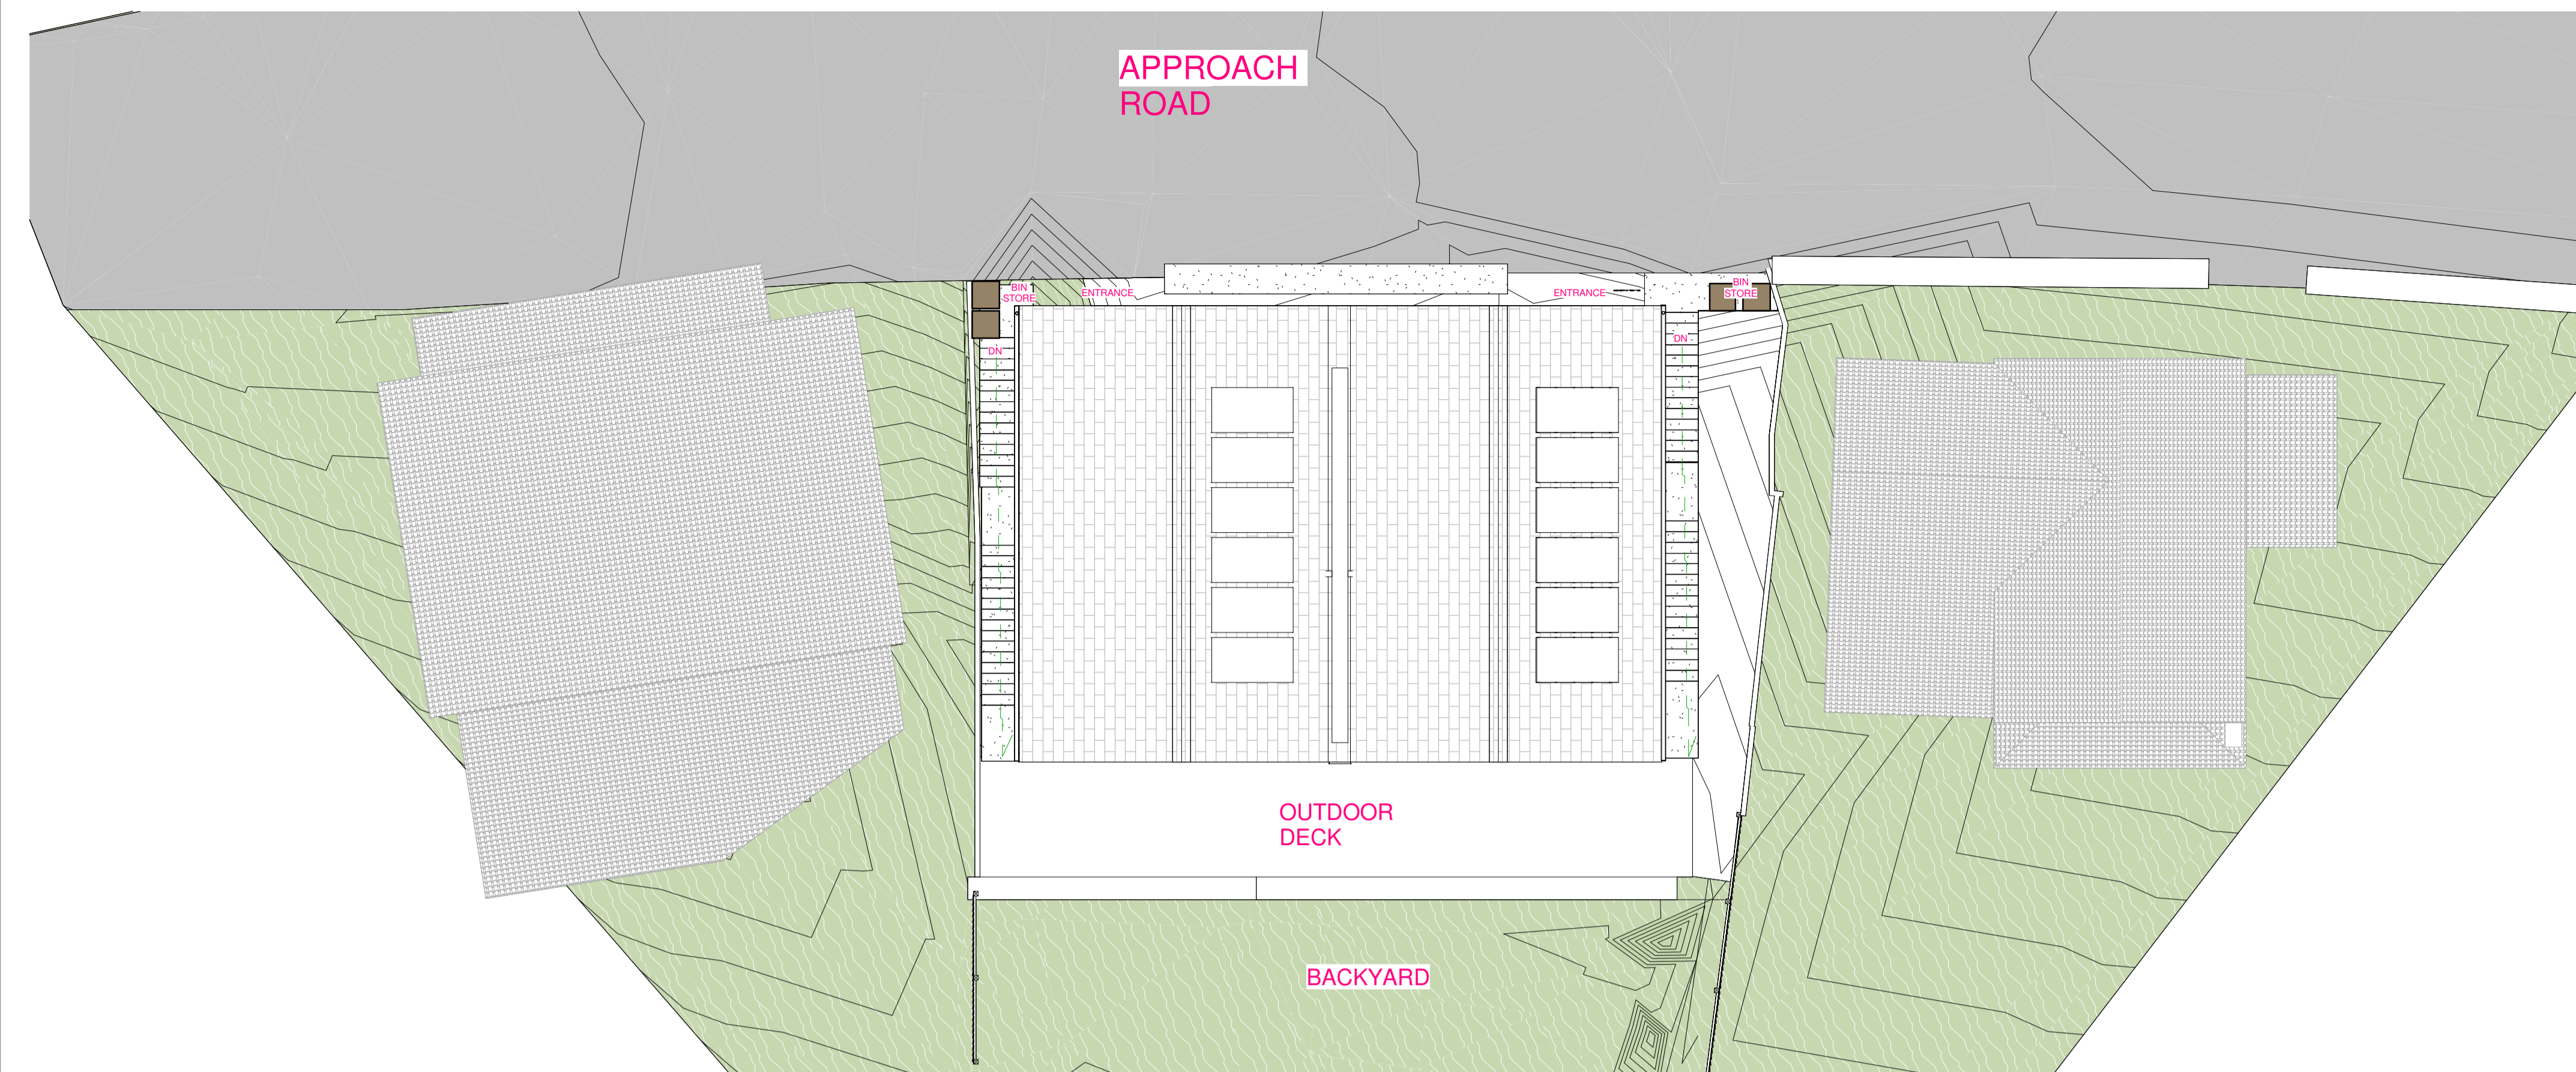 APPROACH
ROAD
BIN
STORE
ENTRANCE
ENTRANCE
BIN
STORE
DN
DN
OUTDOOR
DECK
BACKYARD